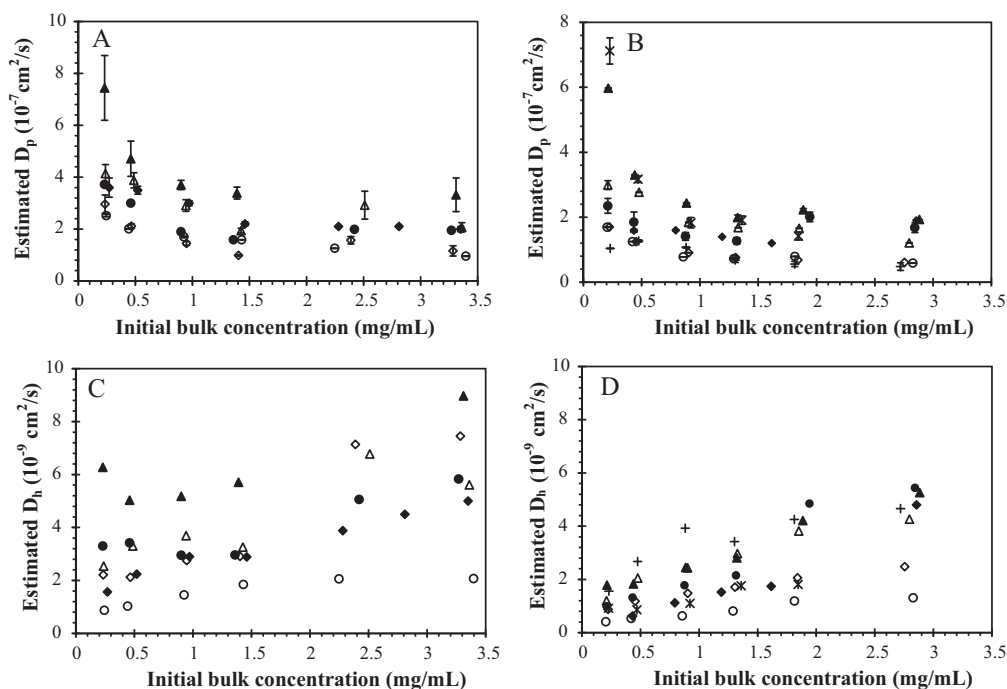 A
Estimated Dp (10-7 cm2/s)
10
8
6
4
2
0
0 0.5 1 1.5 2 2.5 3 3.5
Initial bulk concentration (mg/mL)
B
Estimated Dp (10-7 cm2/s)
8
6
4
2
0
0 0.5 1 1.5 2 2.5 3 3.5
Initial bulk concentration (mg/mL)
C
Estimated Dh (10-9 cm2/s)
10
8
6
4
2
0
0 0.5 1 1.5 2 2.5 3 3.5
Initial bulk concentration (mg/mL)
D
Estimated Dh (10-9 cm2/s)
10
8
6
4
2
0
0 0.5 1 1.5 2 2.5 3 3.5
Initial bulk concentration (mg/mL)